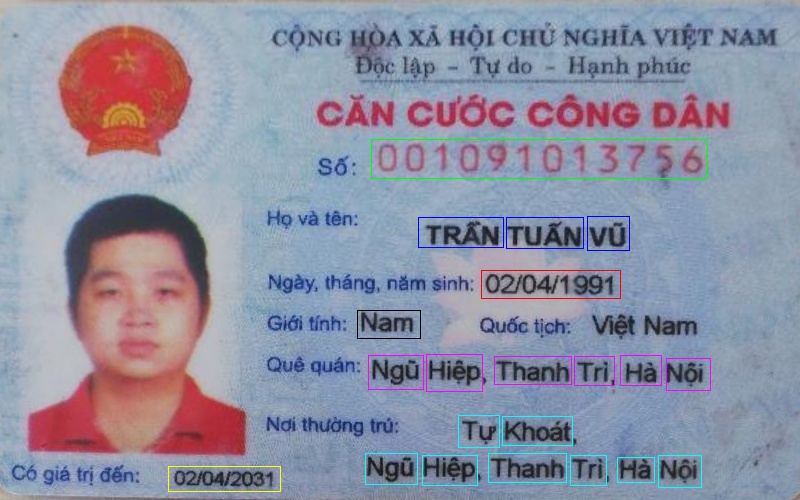 CỘNG HÒA XÃ HỘI CHỦ NGHĨA VIỆT NAM
Độc lập - Tự do - Hạnh phúc
CĂN CƯỚC CÔNG DÂN
Số: 001091013756
Họ và tên: TRẦN TUẤN VŨ
Ngày, tháng, năm sinh: 02/04/1991
Giới tính: Nam Quốc tịch: Việt Nam
Quê quán: Ngũ Hiệp, Thanh Trì, Hà Nội
Nơi thường trú: Tự Khoát,
Ngũ Hiệp, Thanh Trì, Hà Nội
Có giá trị đến: 02/04/2031